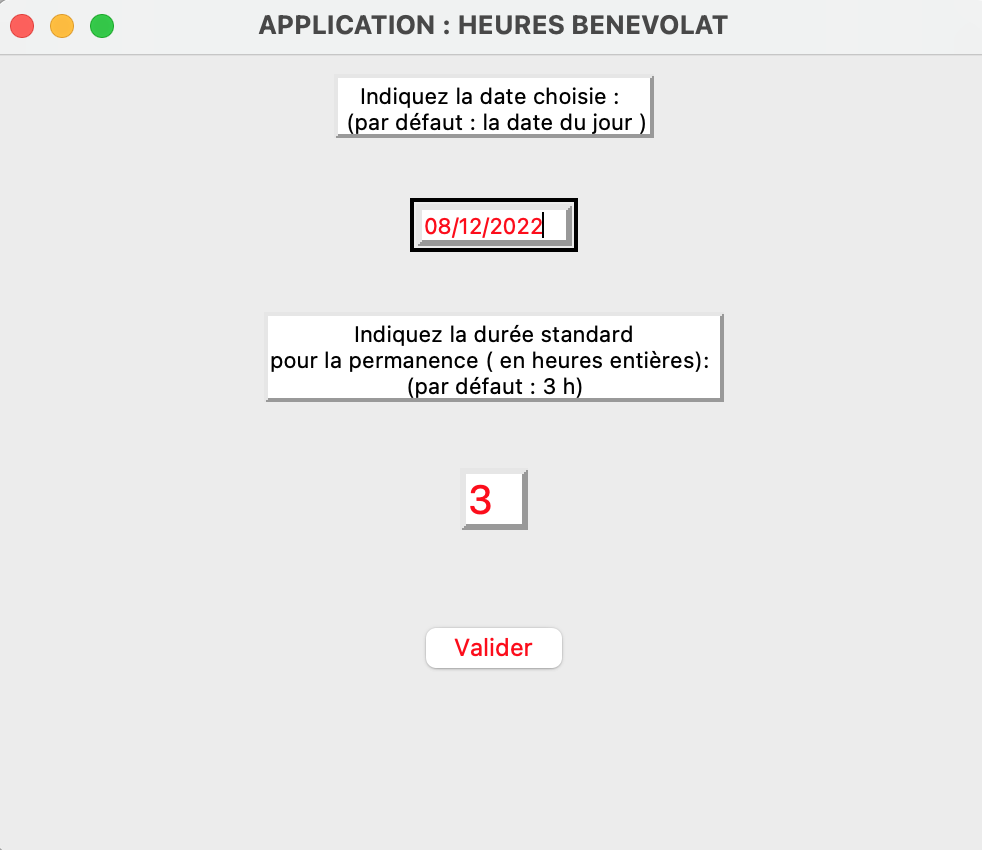 APPLICATION : HEURES BENEVOLAT
Indiquez la date choisie :
(par défaut : la date du jour )
08/12/2022
Indiquez la durée standard
pour la permanence ( en heures entières):
(par défaut : 3 h)
3
Valider